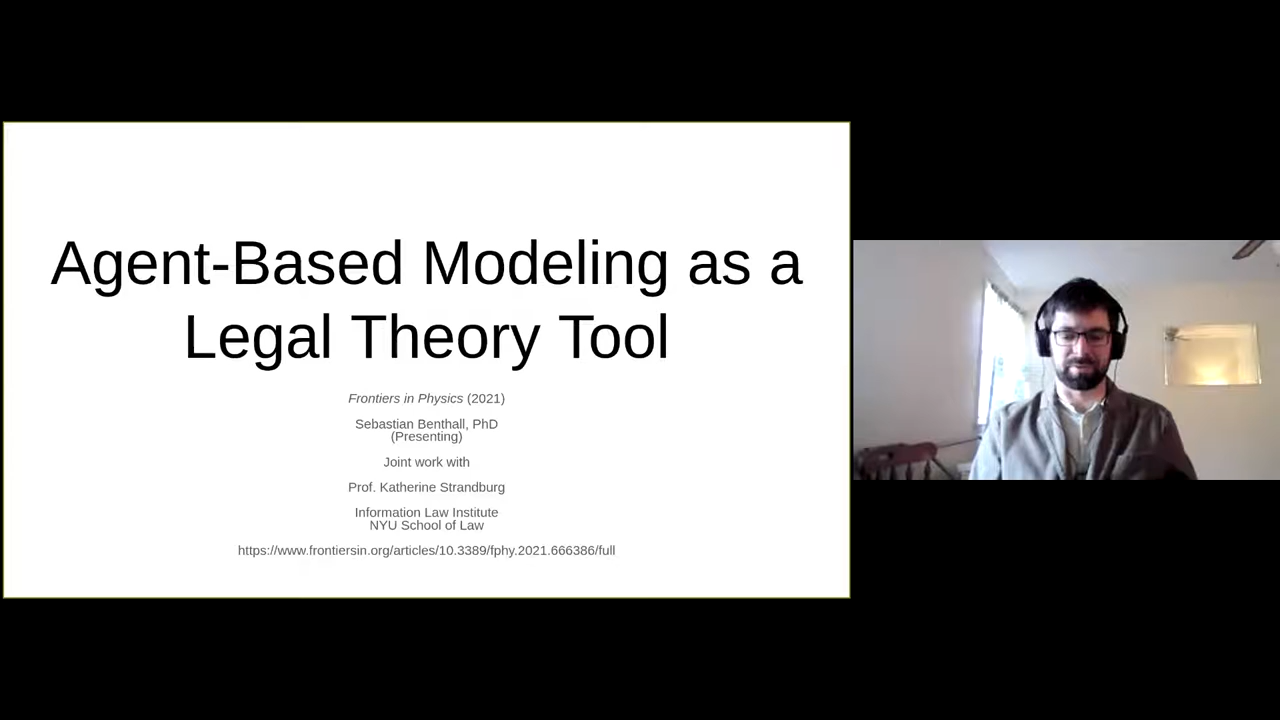 Agent-Based Modeling as a
Legal Theory Tool
Frontiers in Physics (2021)
Sebastian Benthall, PhD
(Presenting)
Joint work with
Prof. Katherine Strandburg
Information Law Institute
NYU School of Law
https://www.frontiersin.org/articles/10.3389/fphy.2021.666386/full